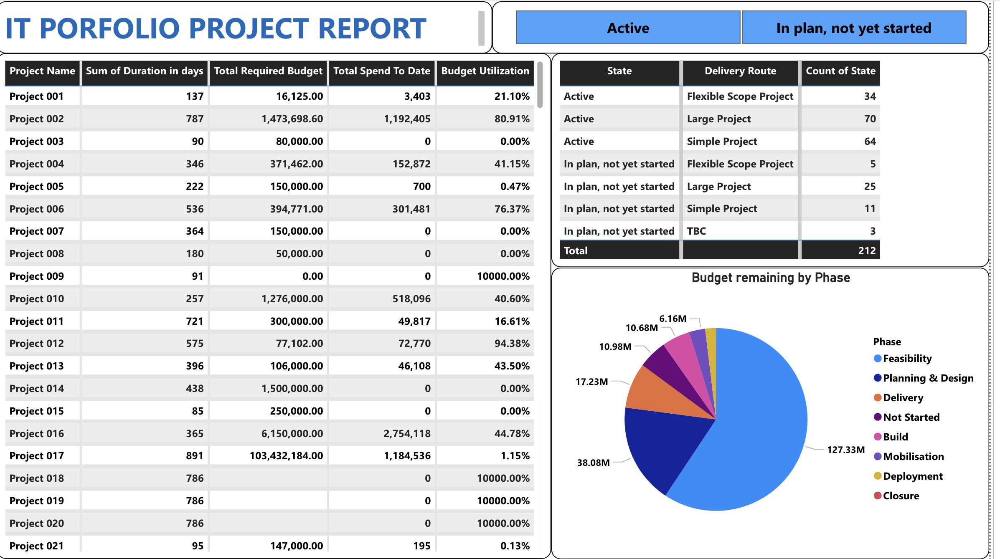 IT PORFOLIO PROJECT REPORT
Active
In plan, not yet started
Project Name Sum of Duration in days Total Required Budget Total Spend To Date Budget Utilization
Project 001 137 16,125.00 3,403 21.10%
Project 002 787 1,473,698.60 1,192,405 80.91%
Project 003 90 80,000.00 0 0.00%
Project 004 346 371,462.00 152,872 41.15%
Project 005 222 150,000.00 700 0.47%
Project 006 536 394,771.00 301,481 76.37%
Project 007 364 150,000.00 0 0.00%
Project 008 180 50,000.00 0 0.00%
Project 009 91 0.00 0 10000.00%
Project 010 257 1,276,000.00 518,096 40.60%
Project 011 721 300,000.00 49,817 16.61%
Project 012 575 77,102.00 72,770 94.38%
Project 013 396 106,000.00 46,108 43.50%
Project 014 438 1,500,000.00 0 0.00%
Project 015 85 250,000.00 0 0.00%
Project 016 365 6,150,000.00 2,754,118 44.78%
Project 017 891 103,432,184.00 1,184,536 1.15%
Project 018 786 0 10000.00%
Project 019 786 0 10000.00%
Project 020 786 0 10000.00%
Project 021 95 147,000.00 195 0.13%
State Delivery Route Count of State
Active Flexible Scope Project 34
Active Large Project 70
Active Simple Project 64
In plan, not yet started Flexible Scope Project 5
In plan, not yet started Large Project 25
In plan, not yet started Simple Project 11
In plan, not yet started TBC 3
Total 212
Budget remaining by Phase
6.16M
10.68M
10.98M
17.23M
38.08M
127.33M
Phase
Feasibility
Planning & Design
Delivery
Not Started
Build
Mobilisation
Deployment
Closure